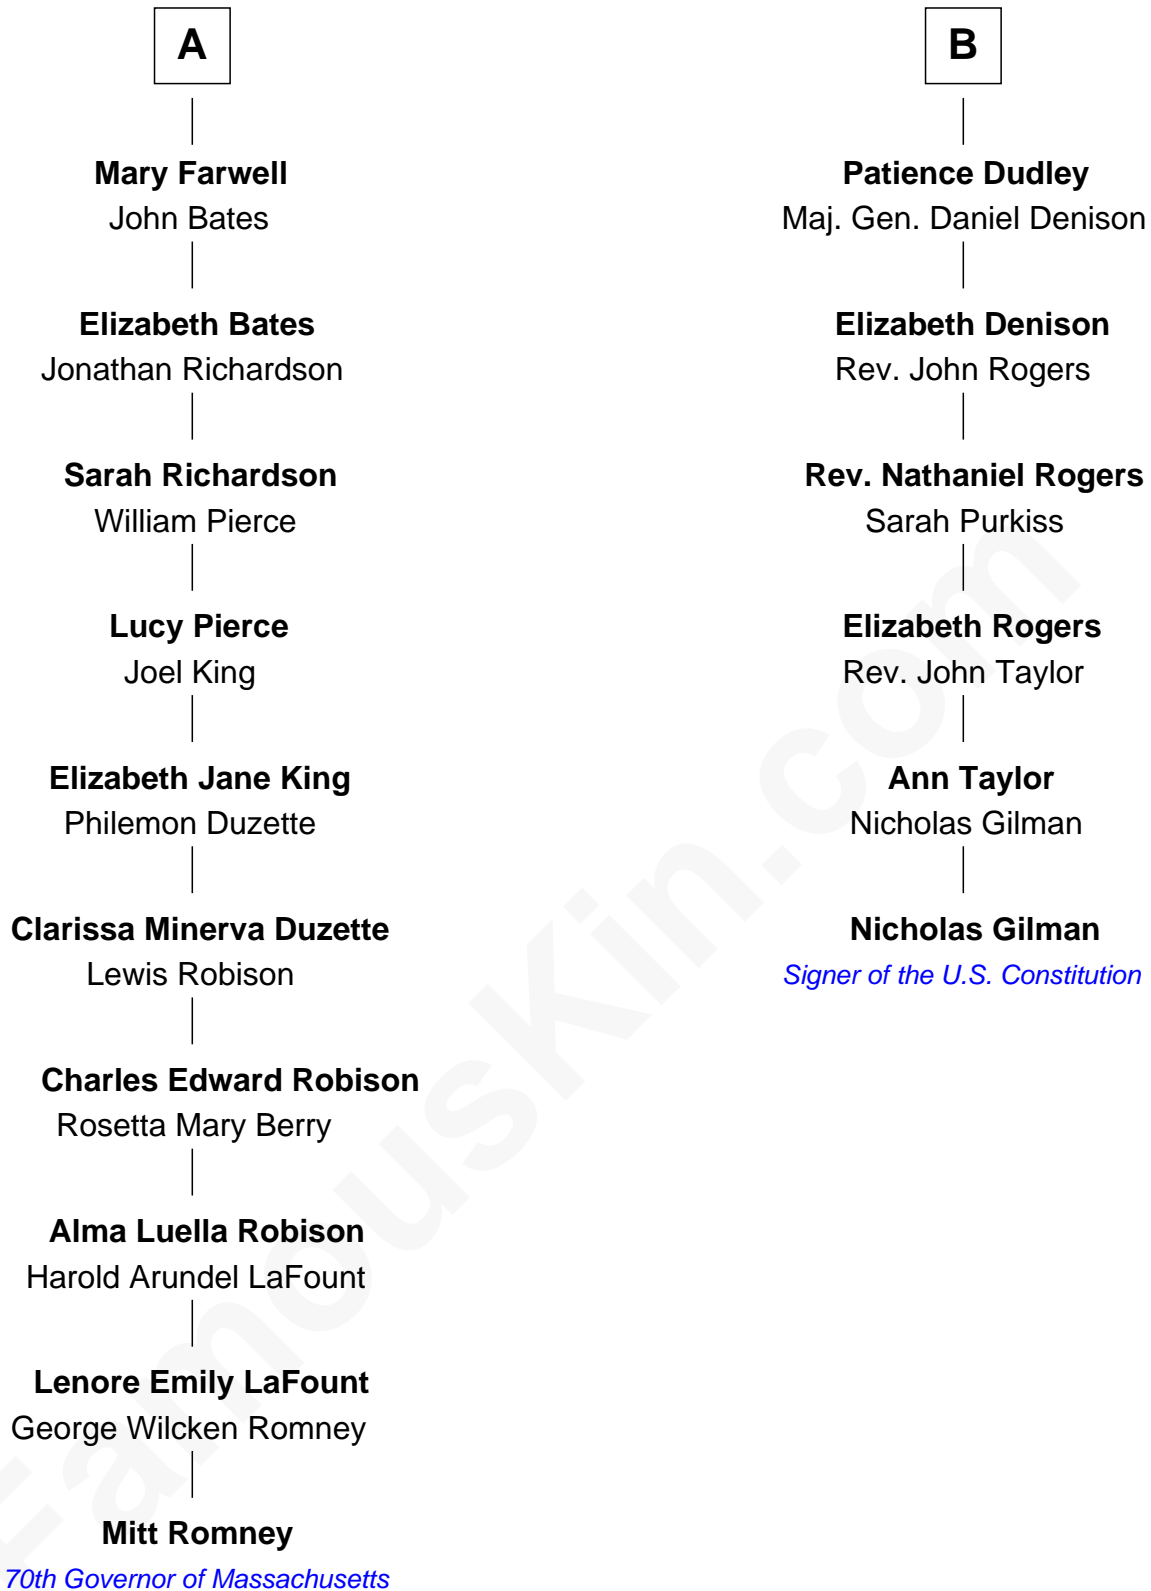 A
Mary Farwell
John Bates
Elizabeth Bates
Jonathan Richardson
Sarah Richardson
William Pierce
Lucy Pierce
Joel King
Elizabeth Jane King
Philemon Duzette
Clarissa Minerva Duzette
Lewis Robison
Charles Edward Robison
Rosetta Mary Berry
Alma Luella Robison
Harold Arundel LaFount
Lenore Emily LaFount
George Wilcken Romney
Mitt Romney
70th Governor of Massachusetts
B
Patience Dudley
Maj. Gen. Daniel Denison
Elizabeth Denison
Rev. John Rogers
Rev. Nathaniel Rogers
Sarah Purkiss
Elizabeth Rogers
Rev. John Taylor
Ann Taylor
Nicholas Gilman
Nicholas Gilman
Signer of the U.S. Constitution
FamousKin.com